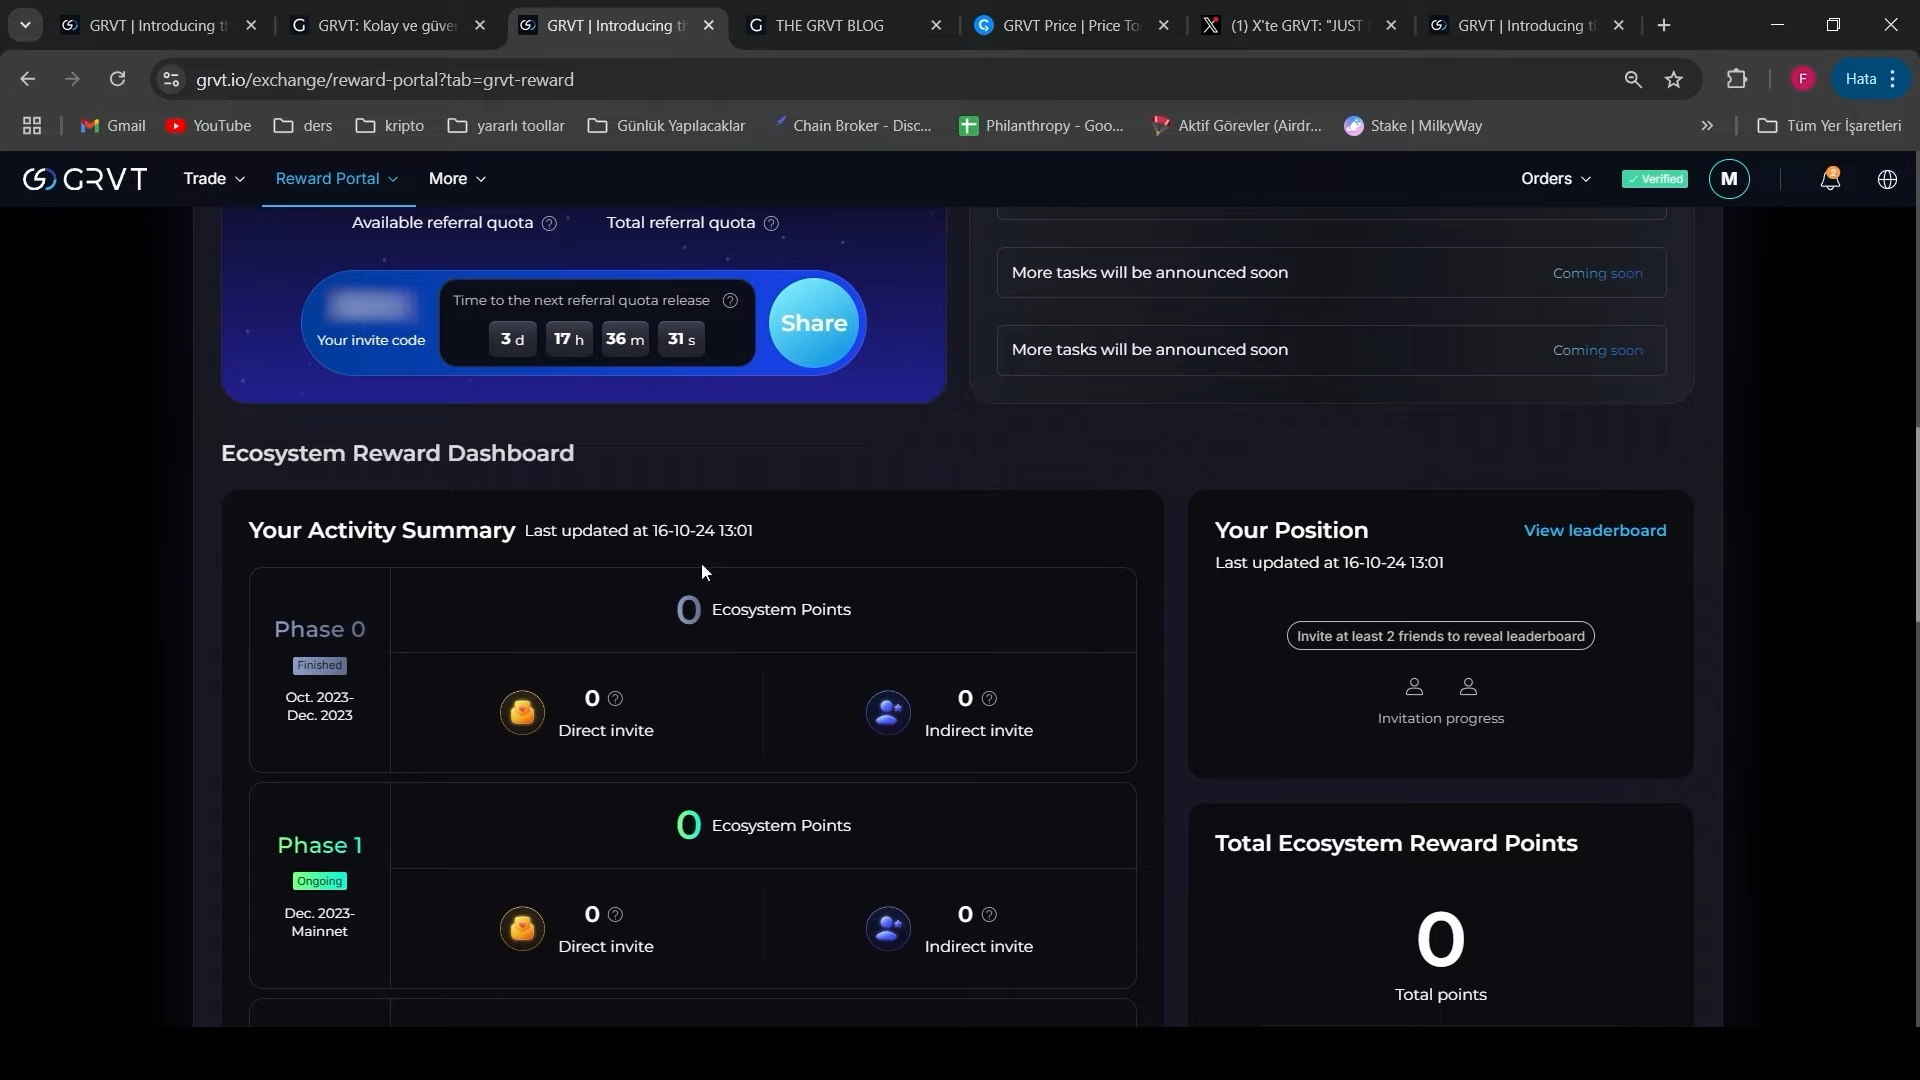 GRVT | Introducing t
GRVT: Kolay ve güve
GRVT | Introducing t
THE GRVT BLOG
GRVT Price | Price To
(1) X'te GRVT: "JUST
GRVT | Introducing t
grvt.io/exchange/reward-portal?tab=grvt-reward
F
Hata
Gmail
YouTube
ders
kripto
yararlı toollar
Günlük Yapılacaklar
Chain Broker - Disc...
Philanthropy - Goo...
Aktif Görevler (Airdr...
Stake | MilkyWay
Tüm Yer İşaretleri
GRVT
Trade
Reward Portal
More
Orders
Verified
M
2
Available referral quota
Total referral quota
Time to the next referral quota release
3 d
17 h
36 m
31 s
Your invite code
Share
More tasks will be announced soon
Coming soon
More tasks will be announced soon
Coming soon
Ecosystem Reward Dashboard
Your Activity Summary Last updated at 16-10-24 13:01
Phase 0
Finished
Oct. 2023-
Dec. 2023
0 Ecosystem Points
0
Direct invite
0
Indirect invite
Phase 1
Ongoing
Dec. 2023-
Mainnet
0 Ecosystem Points
0
Direct invite
0
Indirect invite
Your Position
View leaderboard
Last updated at 16-10-24 13:01
Invite at least 2 friends to reveal leaderboard
Invitation progress
Total Ecosystem Reward Points
0
Total points